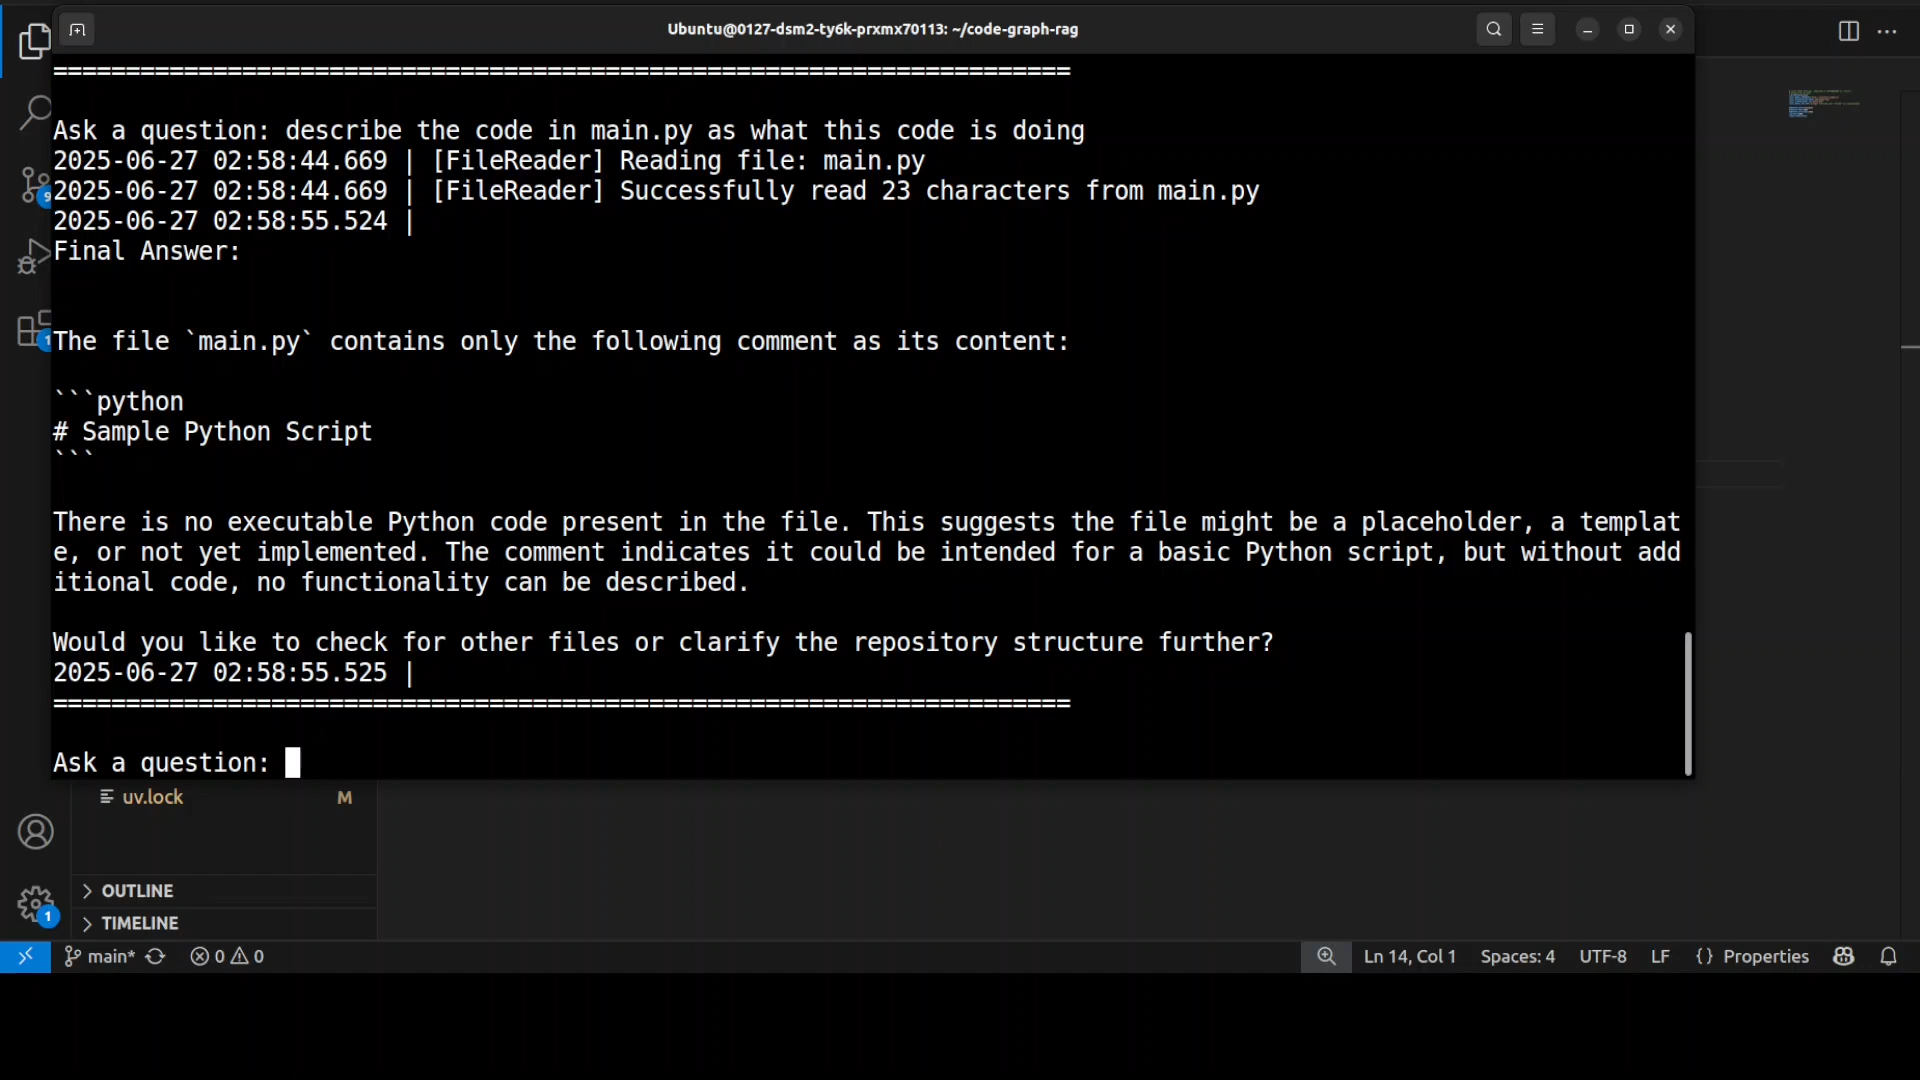 Ubuntu@0127-dsm2-ty6k-prxmx70113: ~/code-graph-rag
======================================================================
Ask a question: describe the code in main.py as what this code is doing
2025-06-27 02:58:44.669 | [FileReader] Reading file: main.py
2025-06-27 02:58:44.669 | [FileReader] Successfully read 23 characters from main.py
2025-06-27 02:58:55.524 |
Final Answer:
The file `main.py` contains only the following comment as its content:
```python
# Sample Python Script
```
There is no executable Python code present in the file. This suggests the file might be a placeholder, a templat
e, or not yet implemented. The comment indicates it could be intended for a basic Python script, but without add
itional code, no functionality can be described.
Would you like to check for other files or clarify the repository structure further?
2025-06-27 02:58:55.525 |
======================================================================
Ask a question:
uv.lock M
OUTLINE
1
TIMELINE
main* 0 0 Ln 14, Col 1 Spaces: 4 UTF-8 LF {} Properties